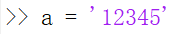 >> a = '12345'